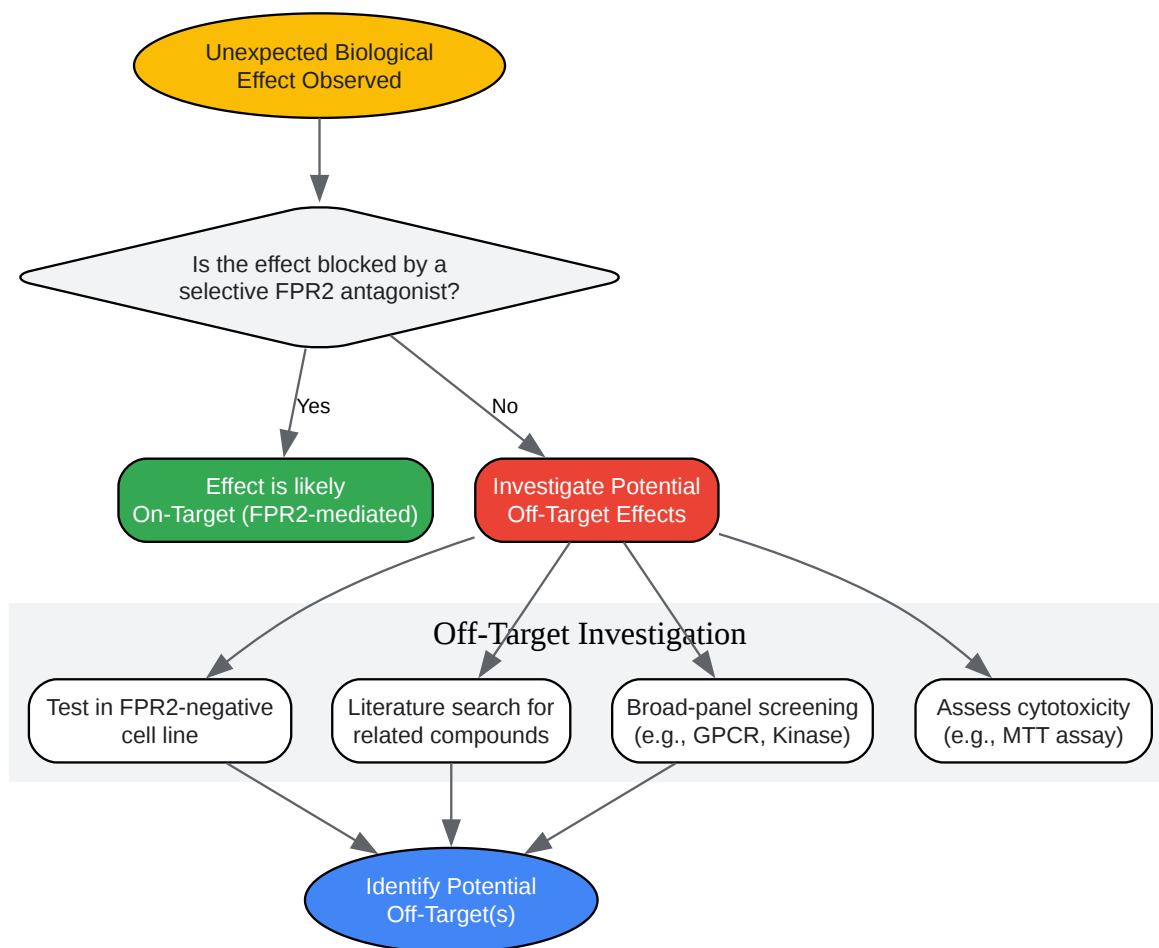 Unexpected Biological
Effect Observed
Is the effect blocked by a
selective FPR2 antagonist?
Yes
No
Effect is likely
On-Target (FPR2-mediated)
Investigate Potential
Off-Target Effects
Off-Target Investigation
Test in FPR2-negative
cell line
Literature search for
related compounds
Broad-panel screening
(e.g., GPCR, Kinase)
Assess cytotoxicity
(e.g., MTT assay)
Identify Potential
Off-Target(s)